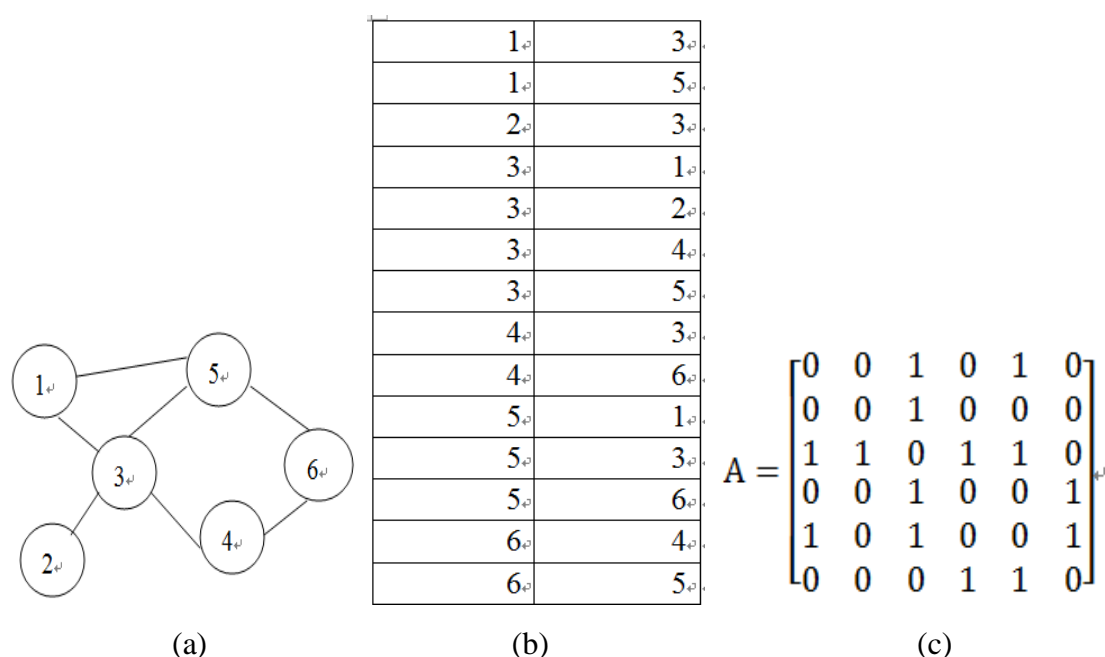 1
5
3
6
4
2
1 3
1 5
2 3
3 1
3 2
3 4
3 5
4 3
4 6
5 1
5 3
5 6
6 4
6 5
0 0 1 0 1 0
0 0 1 0 0 0
1 1 0 1 1 0
A =
0 0 1 0 0 1
1 0 1 0 0 1
0 0 0 1 1 0
(a) (b) (c)